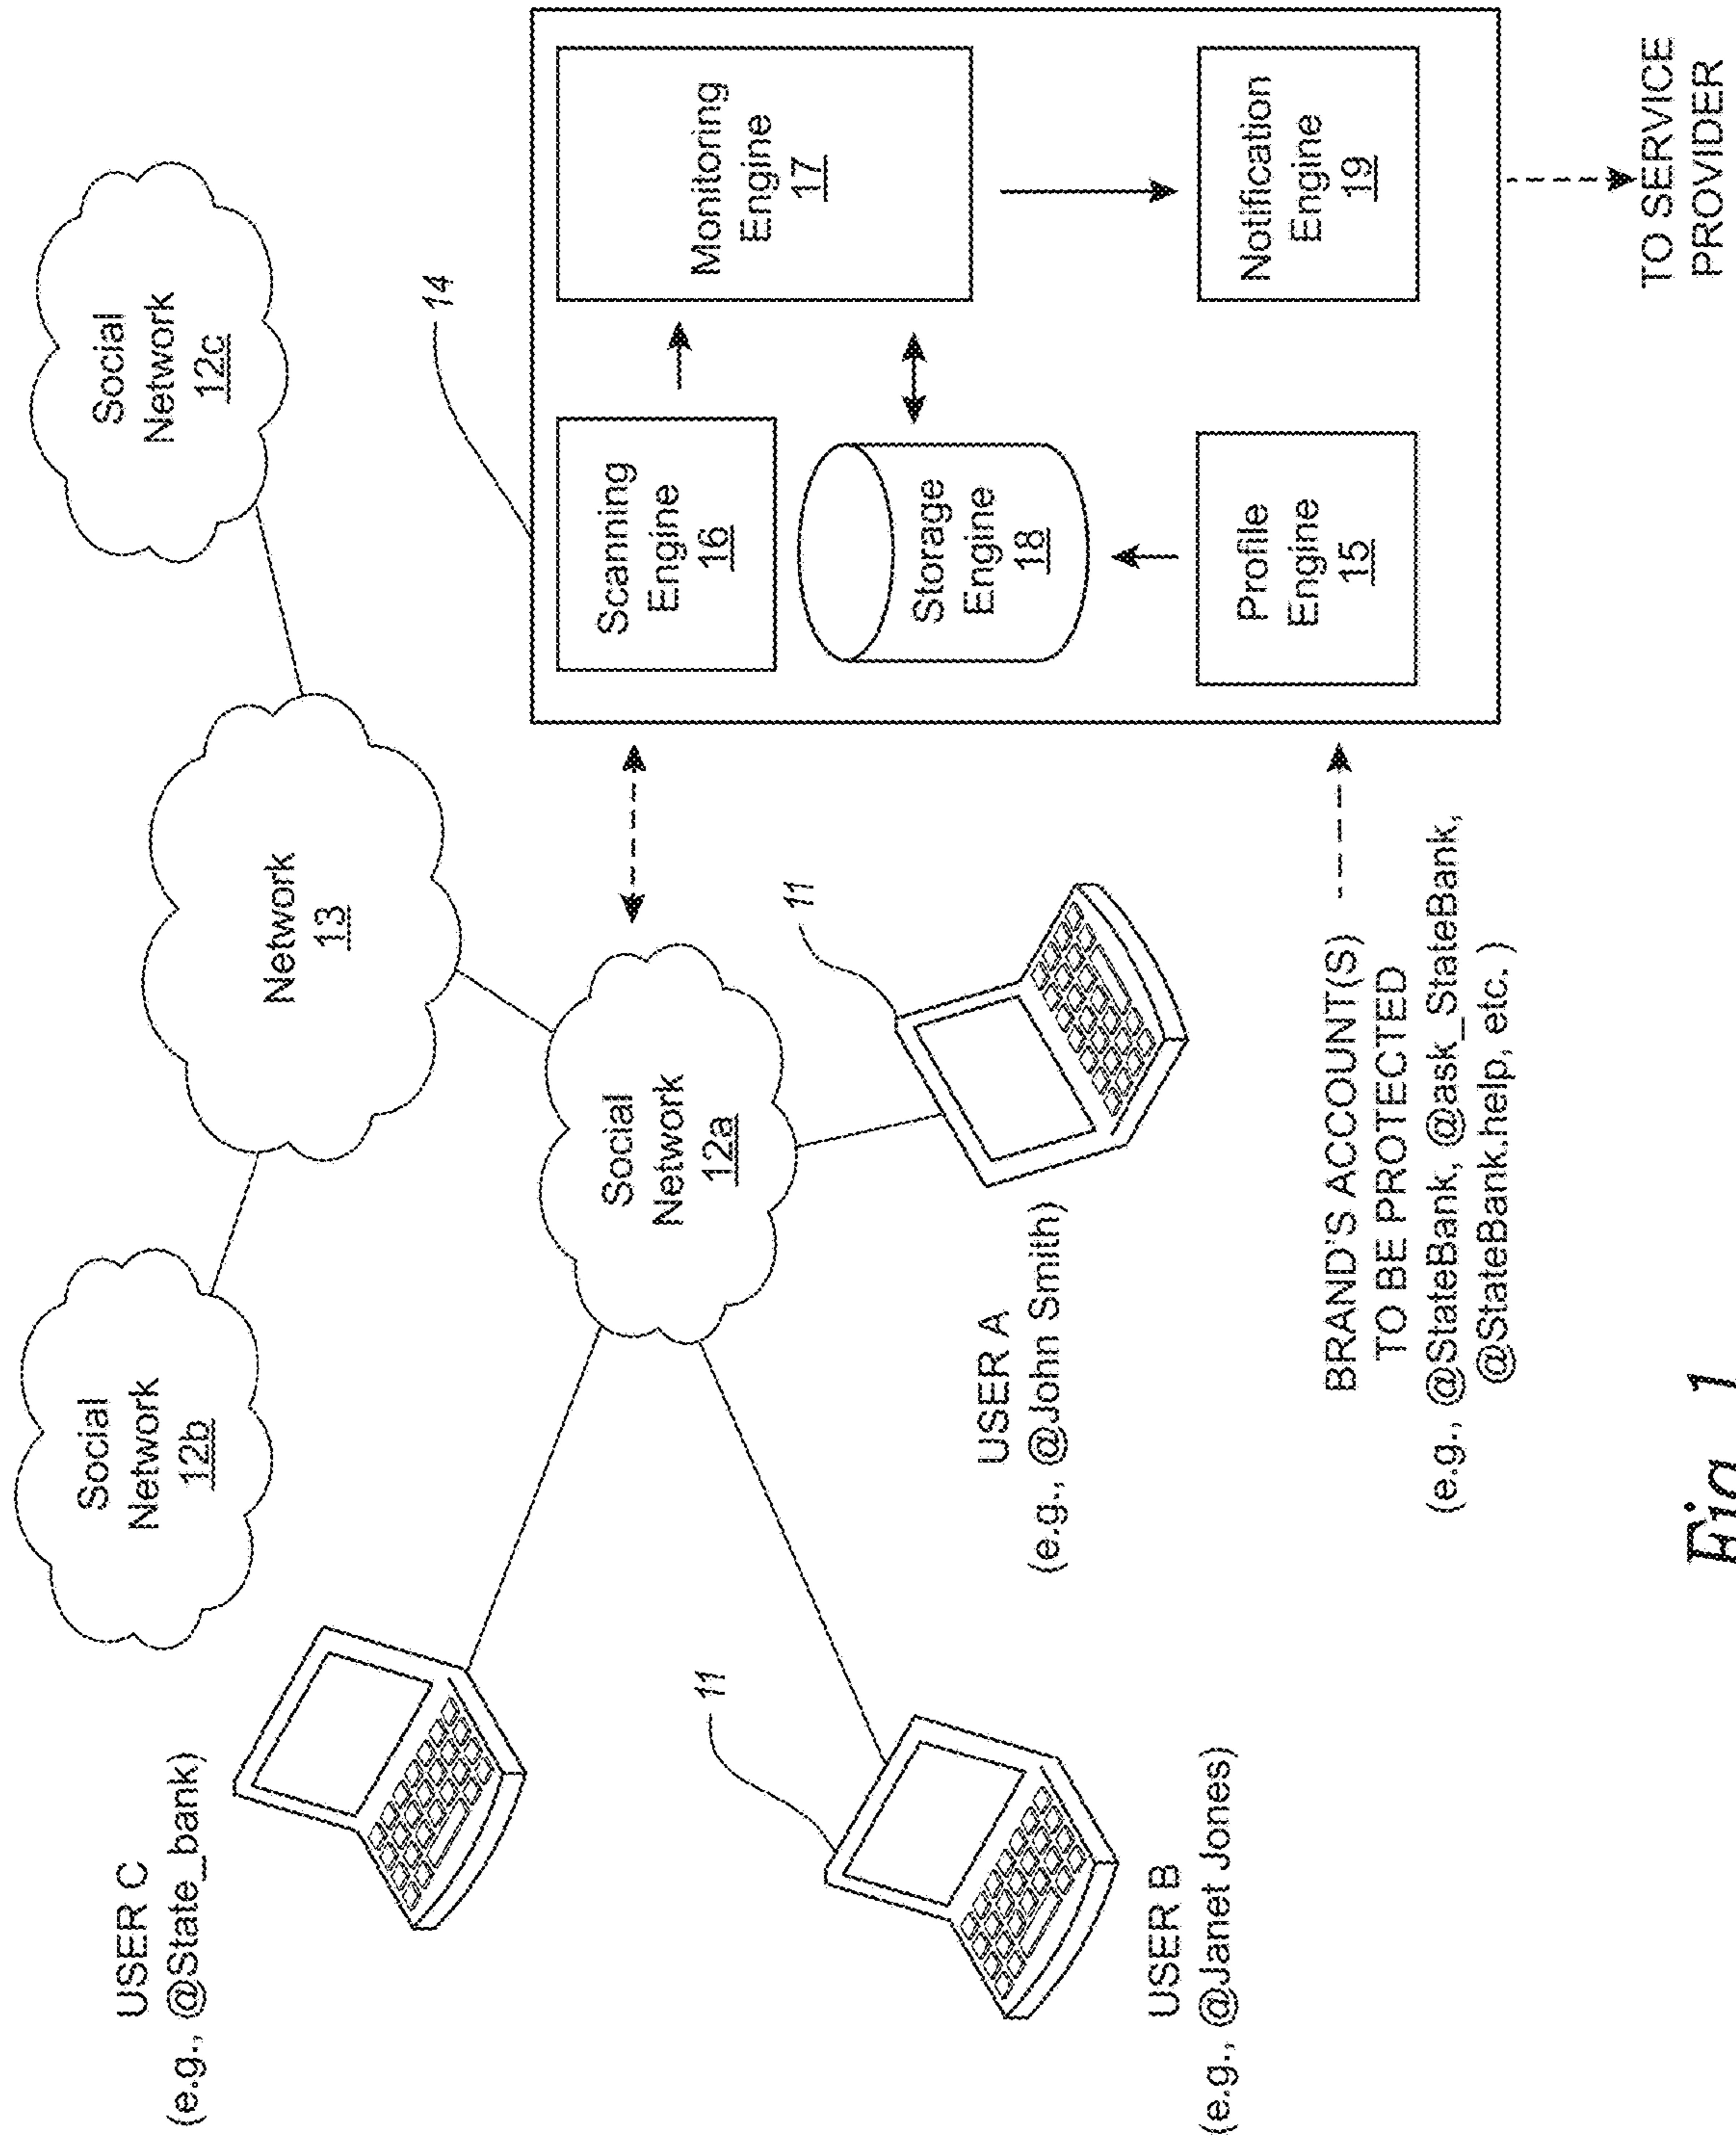 USER C
(e.g., @State_bank)
Social
Network
12b
Network
13
Social
Network
12c
11
USER B
(e.g., @Janet Jones)
Social
Network
12a
11
USER A
(e.g., @John Smith)
14
Scanning
Engine
16
Monitoring
Engine
17
Storage
Engine
18
Profile
Engine
15
Notification
Engine
19
BRAND'S ACCOUNT(S)
TO BE PROTECTED
(e.g., @StateBank, @ask_StateBank,
@StateBank.help, etc. )
TO SERVICE
PROVIDER
Fig. 1